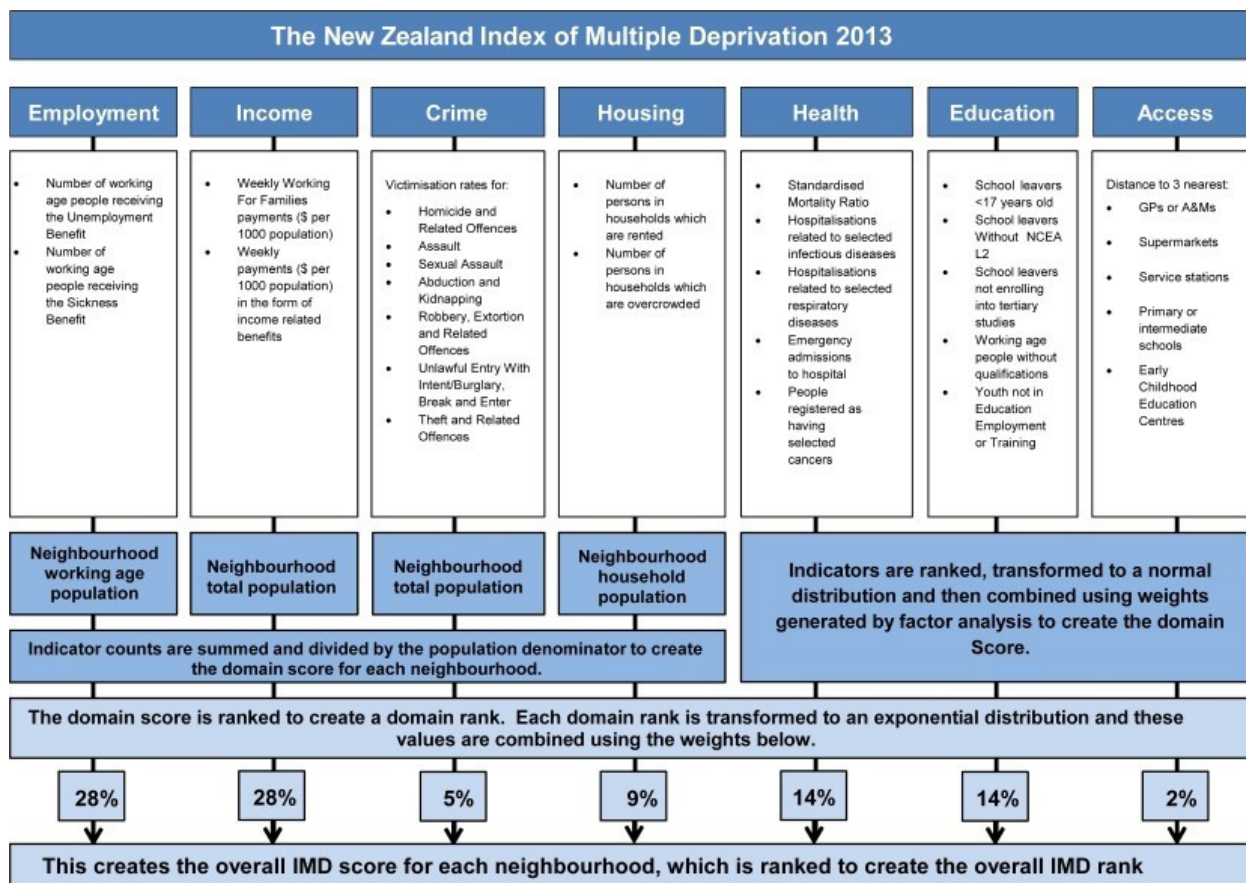 The New Zealand Index of Multiple Deprivation 2013
Employment
Number of working
age people receiving
the Unemployment
Benefit
Number of
working age
people receiving
the Sickness
Benefit
Income
Weekly Working
For Families
payments ($ per
1000 population)
Weekly
payments ($ per
1000 population)
in the form of
income related
benefits
Crime
Victimisation rates for:
Homicide and
Related Offences
Assault
Sexual Assault
Abduction and
Kidnapping
Robbery, Extortion
and Related
Offences
Unlawful Entry With
Intent/Burglary,
Break and Enter
Theft and Related
Offences
Housing
Number of
persons in
households which
are rented
Number of
persons in
households which
are overcrowded
Health
Standardised
Mortality Ratio
Hospitalisations
related to selected
infectious diseases
Hospitalisations
related to selected
respiratory
diseases
Emergency
admissions
to hospital
People
registered as
having
selected
cancers
Education
School leavers
<17 years old
School leavers
Without NCEA
L2
School leavers
not enrolling
into tertiary
studies
Working age
people without
qualifications
Youth not in
Education
Employment
or Training
Access
Distance to 3 nearest:
GPs or A&Ms
Supermarkets
Service stations
Primary or
intermediate
schools
Early
Childhood
Education
Centres
Neighbourhood
working age
population
Neighbourhood
total population
Neighbourhood
total population
Neighbourhood
household
population
Indicators are ranked, transformed to a normal
distribution and then combined using weights
generated by factor analysis to create the domain
Score.
Indicator counts are summed and divided by the population denominator to create
the domain score for each neighbourhood.
The domain score is ranked to create a domain rank. Each domain rank is transformed to an exponential distribution and these
values are combined using the weights below.
28%
28%
5%
9%
14%
14%
2%
This creates the overall IMD score for each neighbourhood, which is ranked to create the overall IMD rank